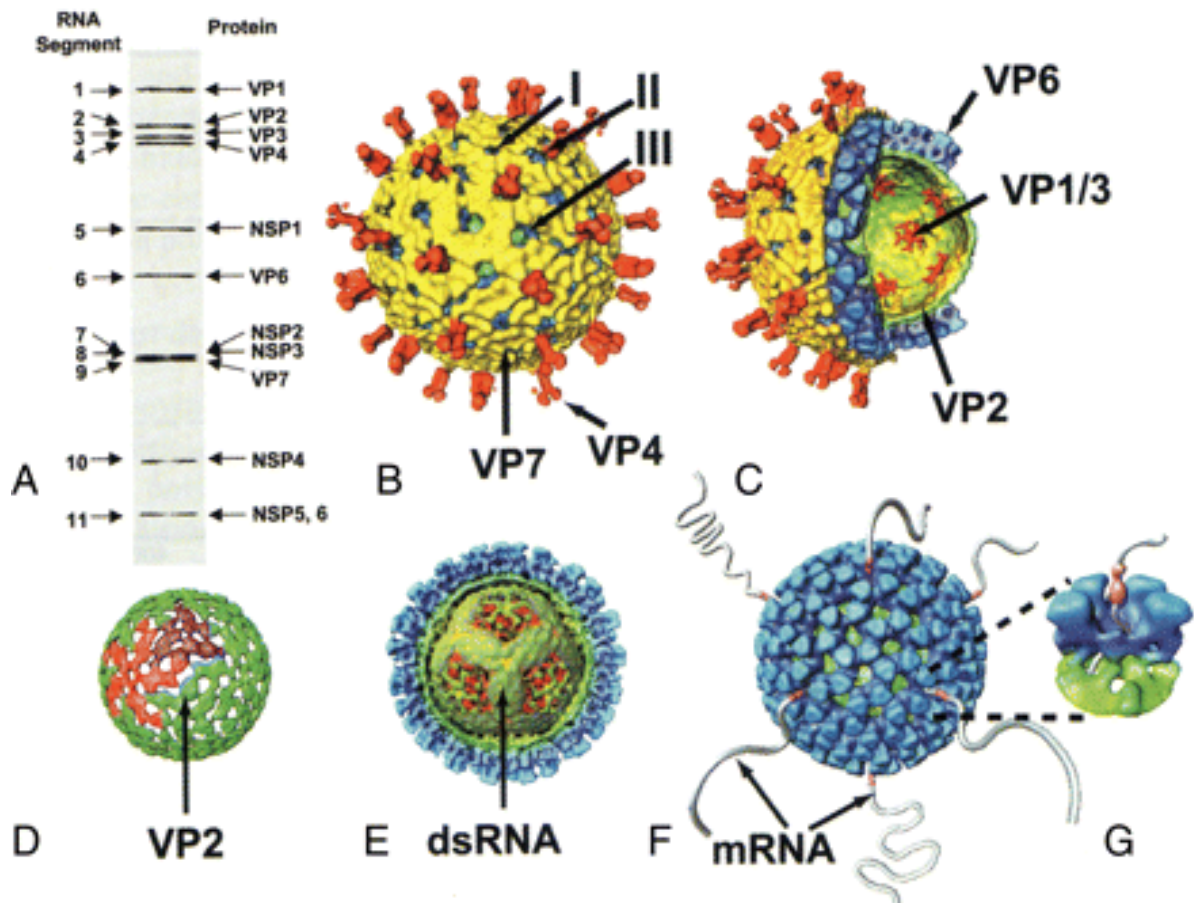 RNA
Segment
Protein
1
VP1
2
VP2
3
VP3
4
VP4
5
NSP1
6
VP6
7
NSP2
8
NSP3
9
VP7
10
NSP4
11
NSP5, 6
A
I
II
III
VP7
VP4
B
VP6
VP1/3
VP2
C
VP2
D
dsRNA
E
mRNA
F
G